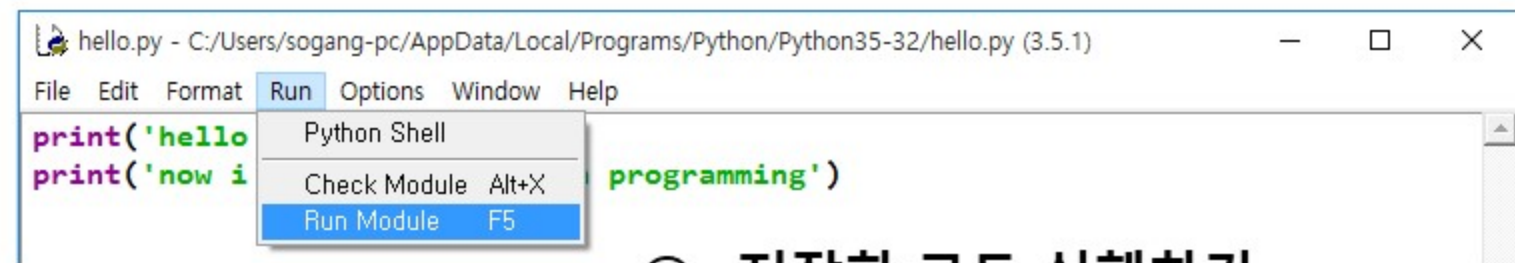 hello.py - C:/Users/sogang-pc/AppData/Local/Programs/Python/Python35-32/hello.py (3.5.1)
File Edit Format Run Options Window Help
print('hello
Python Shell
print('now i programming')
Check Module Alt+X
Run Module F5